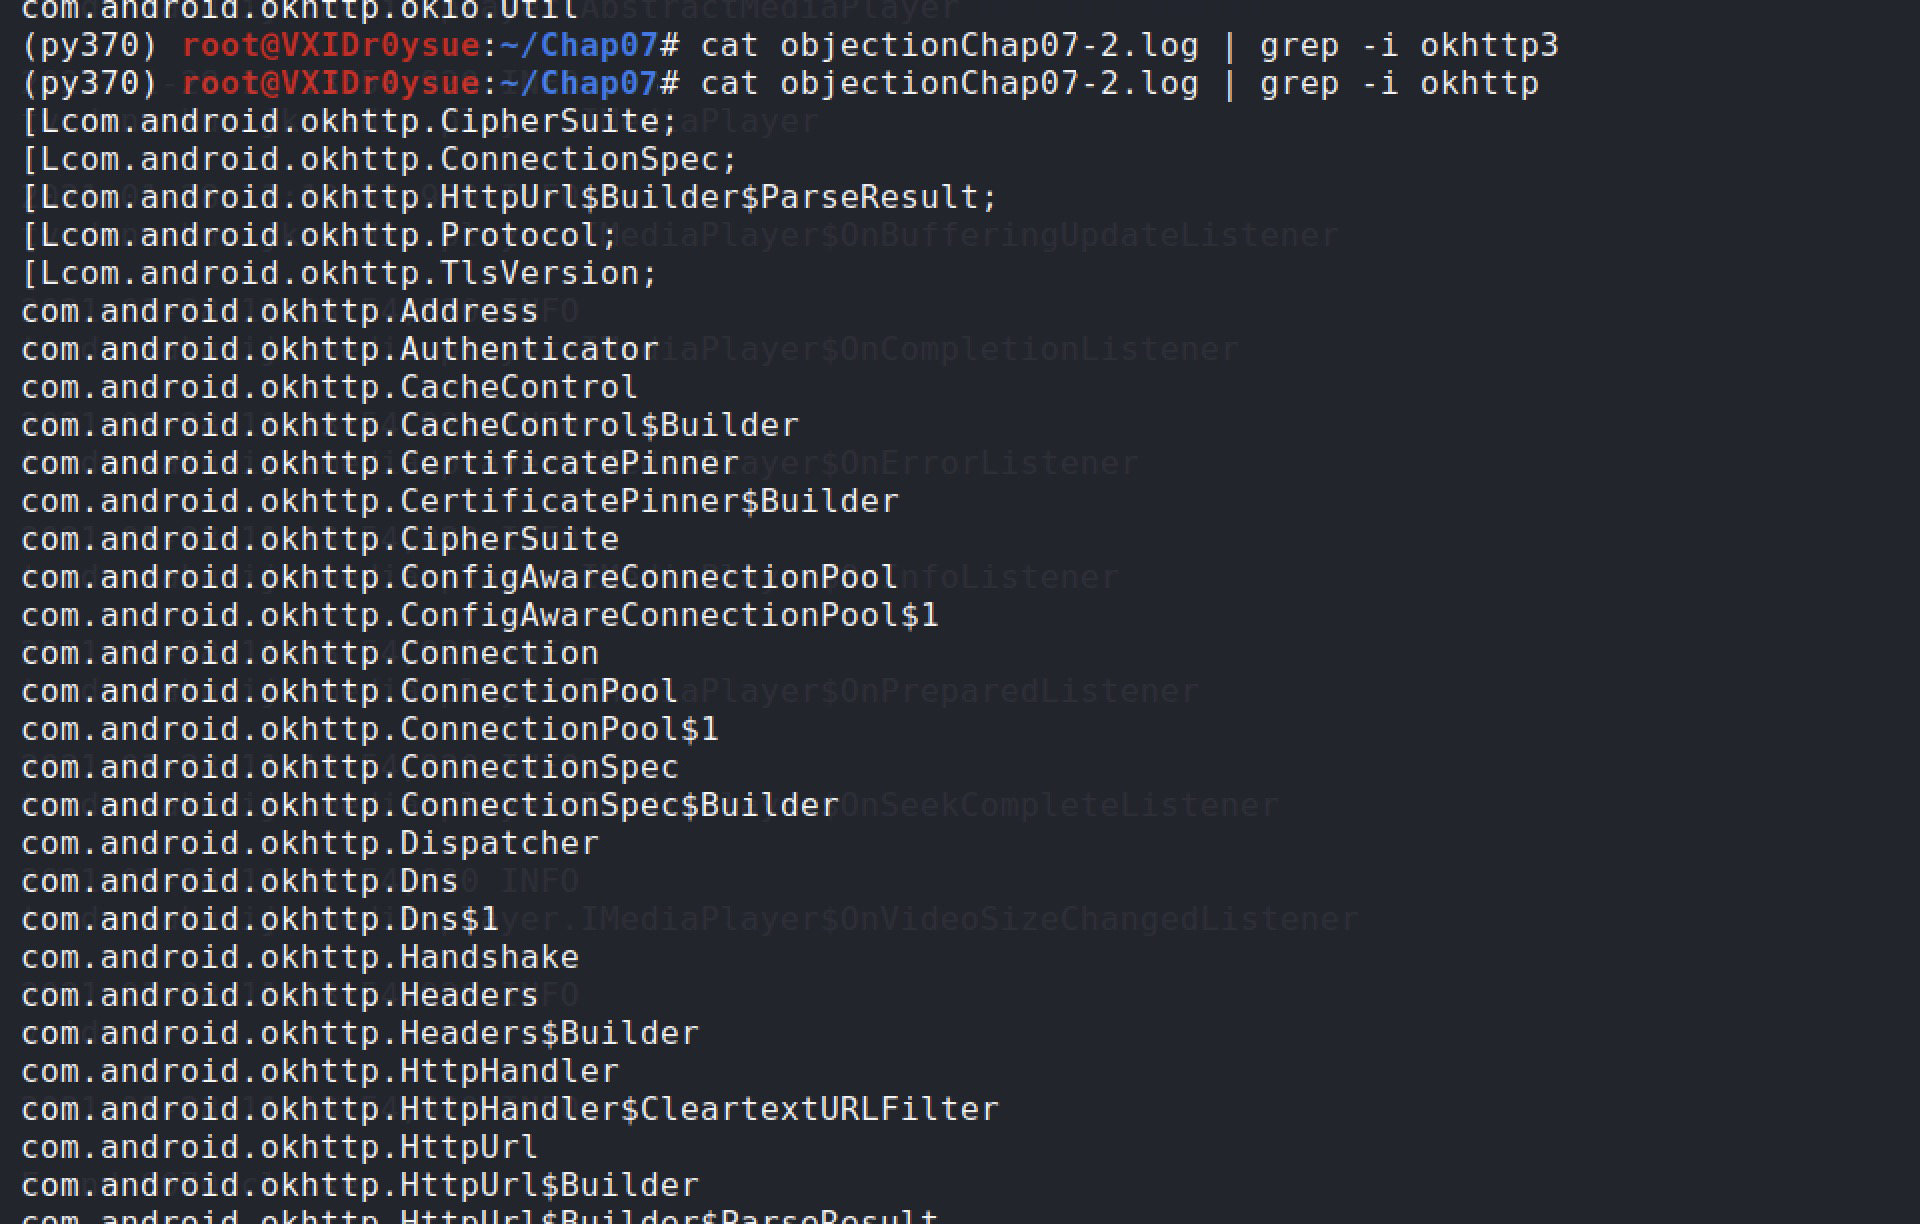 com.android.okhttp.okio.Util AbstractMediaPlayer
(py370) root@VXIDr0ysue:~/Chap07# cat objectionChap07-2.log | grep -i okhttp3
(py370) root@VXIDr0ysue:~/Chap07# cat objectionChap07-2.log | grep -i okhttp
[Lcom.android.okhttp.CipherSuite;
[Lcom.android.okhttp.ConnectionSpec;
[Lcom.android.okhttp.HttpUrl$Builder$ParseResult;
[Lcom.android.okhttp.Protocol; MediaPlayer$OnBufferingUpdateListener
[Lcom.android.okhttp.TlsVersion;
com.android.okhttp.Address
com.android.okhttp.Authenticator
com.android.okhttp.CacheControl
com.android.okhttp.CacheControl$Builder
com.android.okhttp.CertificatePinner
com.android.okhttp.CertificatePinner$Builder
com.android.okhttp.CipherSuite
com.android.okhttp.ConfigAwareConnectionPool
com.android.okhttp.ConfigAwareConnectionPool$1
com.android.okhttp.Connection
com.android.okhttp.ConnectionPool
com.android.okhttp.ConnectionPool$1
com.android.okhttp.ConnectionSpec
com.android.okhttp.ConnectionSpec$Builder OnSeekCompleteListener
com.android.okhttp.Dispatcher
com.android.okhttp.Dns INFO
com.android.okhttp.Dns$1 IMediaPlayer$OnVideoSizeChangedListener
com.android.okhttp.Handshake
com.android.okhttp.Headers
com.android.okhttp.Headers$Builder
com.android.okhttp.HttpHandler
com.android.okhttp.HttpHandler$CleartextURLFilter
com.android.okhttp.HttpUrl
com.android.okhttp.HttpUrl$Builder
com.android.okhttp.HttpUrl$Builder$ParseResult